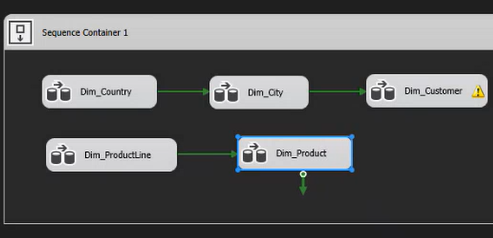 Sequence Container 1
Dim_Country
Dim_City
Dim_Customer
Dim_ProductLine
Dim_Product